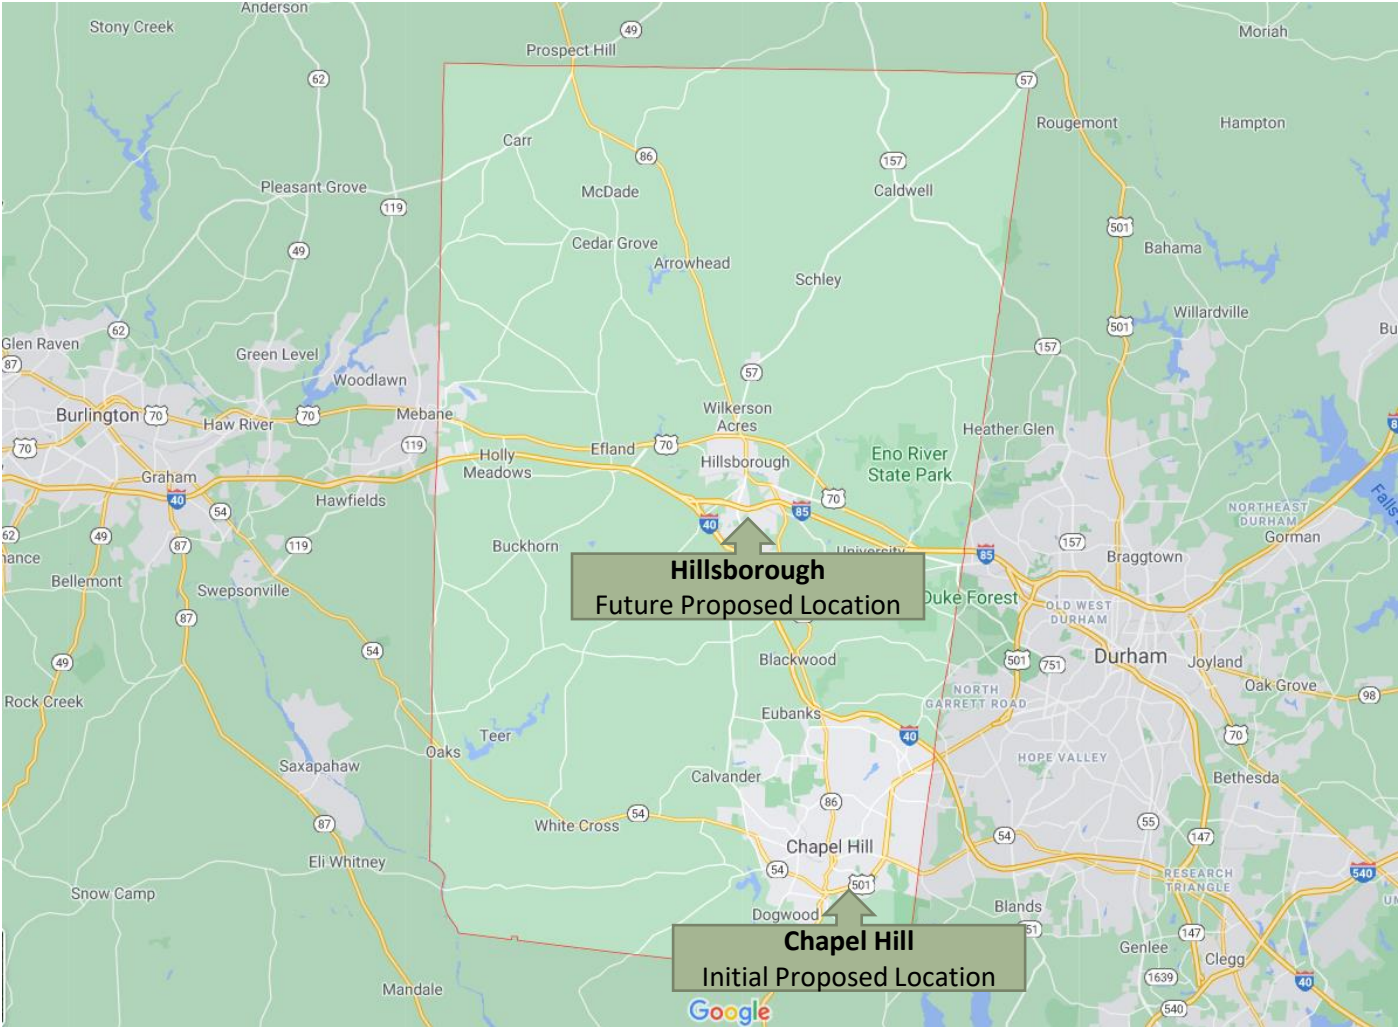 Anderson
Stony Creek
49
Moriah
Prospect Hill
62
57
Rougemont
Hampton
Carr
86
157
Pleasant Grove
McDade
Caldwell
119
501
49
Cedar Grove
Arrowhead
Bahama
Schley
Willardville
62
501
Bu
Glen Raven
87
Green Level
157
57
Woodlawn
Burlington
70
Haw River
70
Mebane
Wilkerson
Acres
Heather Glen
70
119
Holly
Meadows
Efland
70
Hillsborough
Eno River
State Park
Graham
40
Hawfields
54
70
40
85
NORTHEAST
DURHAM
Gorman
Falls
62
49
87
119
Buckhorn
University
85
157
Braggtown
nance
Bellemont
Swepsonville
Hillsborough
Future Proposed Location
Duke Forest
OLD WEST
DURHAM
87
54
49
Blackwood
501
751
Durham
Joyland
Oak Grove
98
Rock Creek
NORTH
GARRETT ROAD
Eubanks
40
70
Teer
Oaks
Saxapahaw
Calvander
HOPE VALLEY
Bethesda
86
54
White Cross
87
55
54
147
Chapel Hill
Eli Whitney
54
501
RESEARCH
TRIANGLE
540
Snow Camp
Dogwood
Blands
51
Chapel Hill
Initial Proposed Location
147
Genlee
Clegg
1639
40
Mandale
540
Google